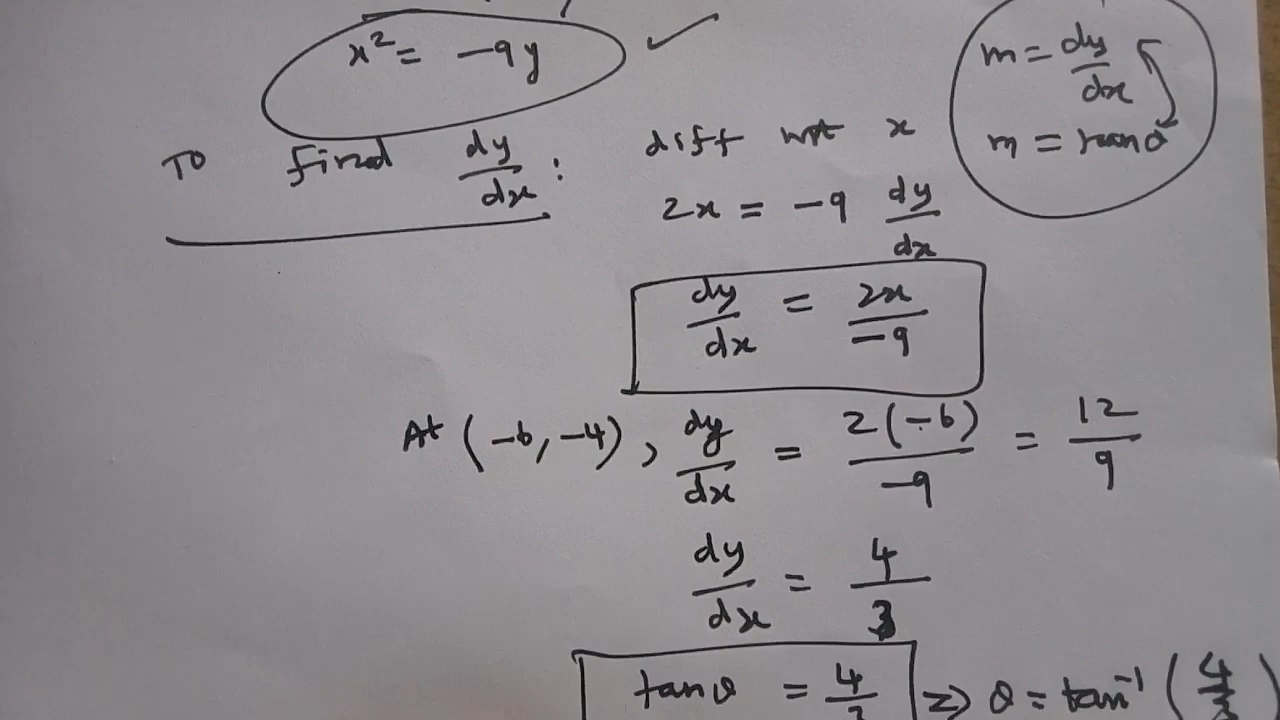 x² = -9y ✓
m = dy/dx
m = tanθ
To find dy/dx : diff wrt x
2x = -9 dy/dx
dy/dx = 2x/-9
At (-6, -4), dy/dx = 2(-6)/-9 = 12/9
dy/dx = 4/3
tanθ = 4/3 => θ = tan⁻¹ (4/3)